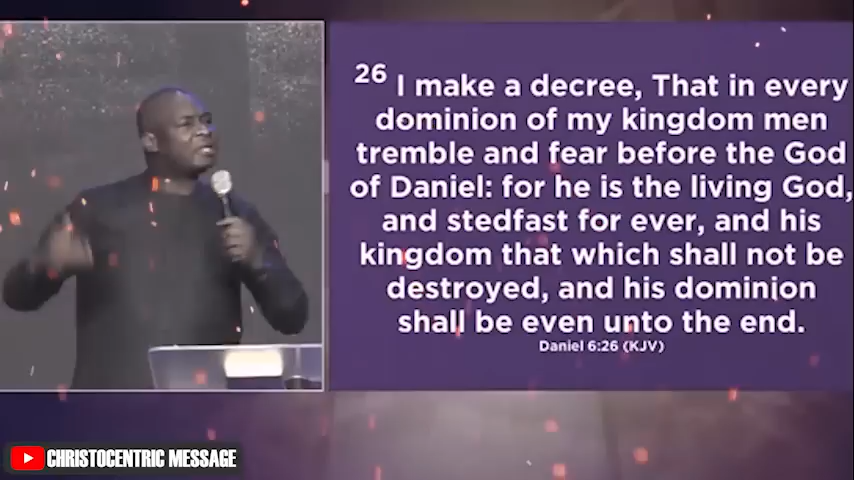 26 I make a decree, That in every
dominion of my kingdom men
tremble and fear before the God
of Daniel: for he is the living God,
and stedfast for ever, and his
kingdom that which shall not be
destroyed, and his dominion
shall be even unto the end.
Daniel 6:26 (KJV)
CHRISTOCENTRIC MESSAGE